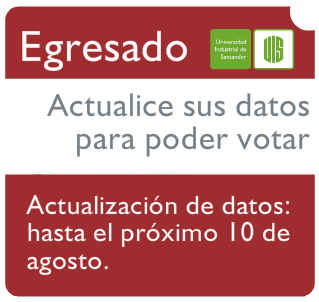 Egresado
Universidad
Industrial de
Santander
UIS
Actualice sus datos
para poder votar
Actualización de datos:
hasta el próximo 10 de
agosto.